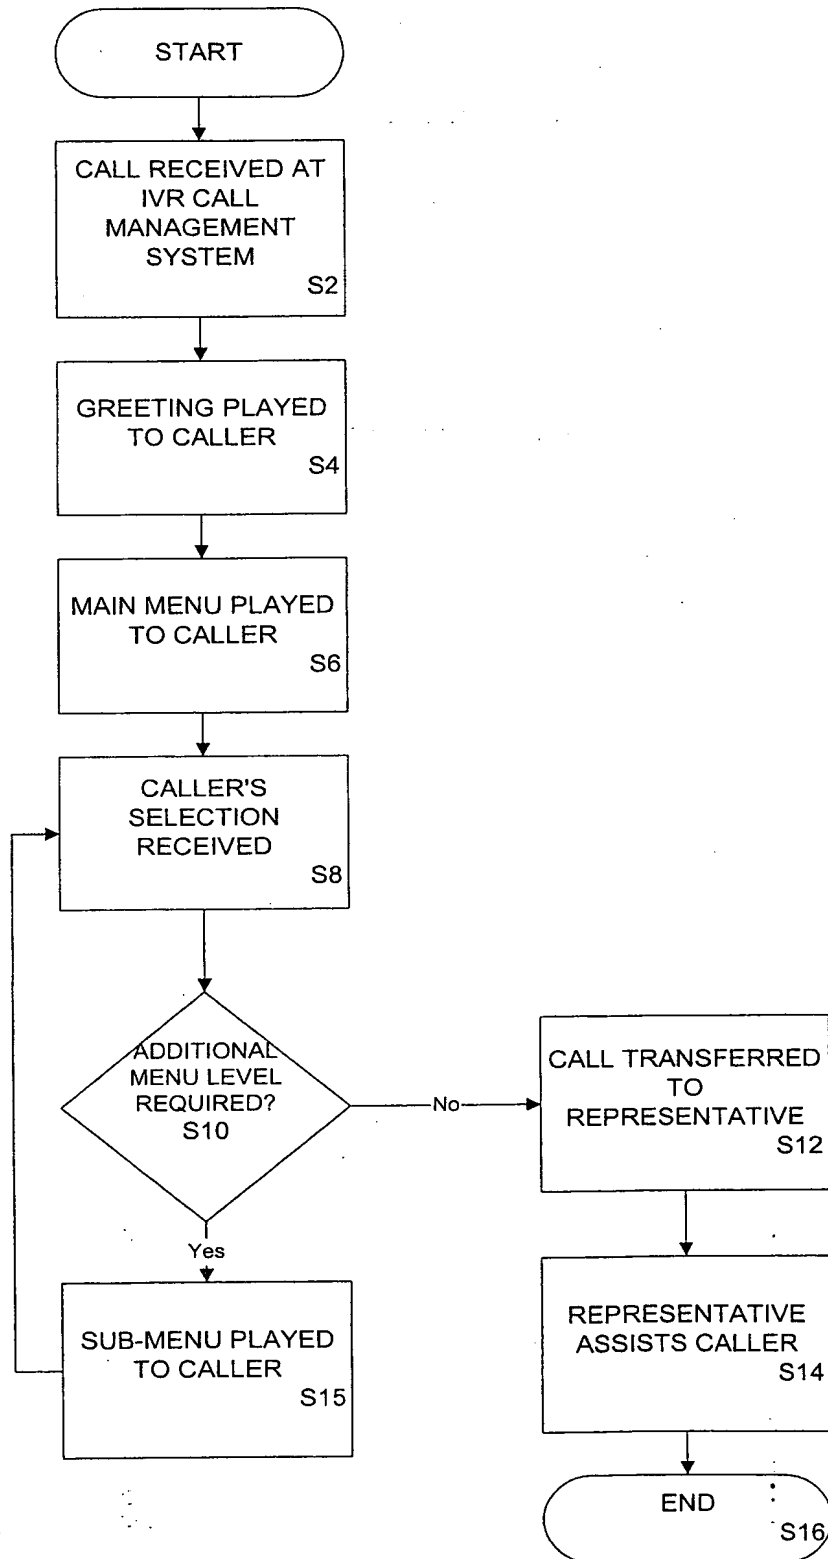 START
CALL RECEIVED AT
IVR CALL
MANAGEMENT
SYSTEM
S2
GREETING PLAYED
TO CALLER
S4
MAIN MENU PLAYED
TO CALLER
S6
CALLER'S
SELECTION
RECEIVED
S8
ADDITIONAL
MENU LEVEL
REQUIRED?
S10
No
CALL TRANSFERRED
TO
REPRESENTATIVE
S12
Yes
SUB-MENU PLAYED
TO CALLER
S15
REPRESENTATIVE
ASSISTS CALLER
S14
END
S16